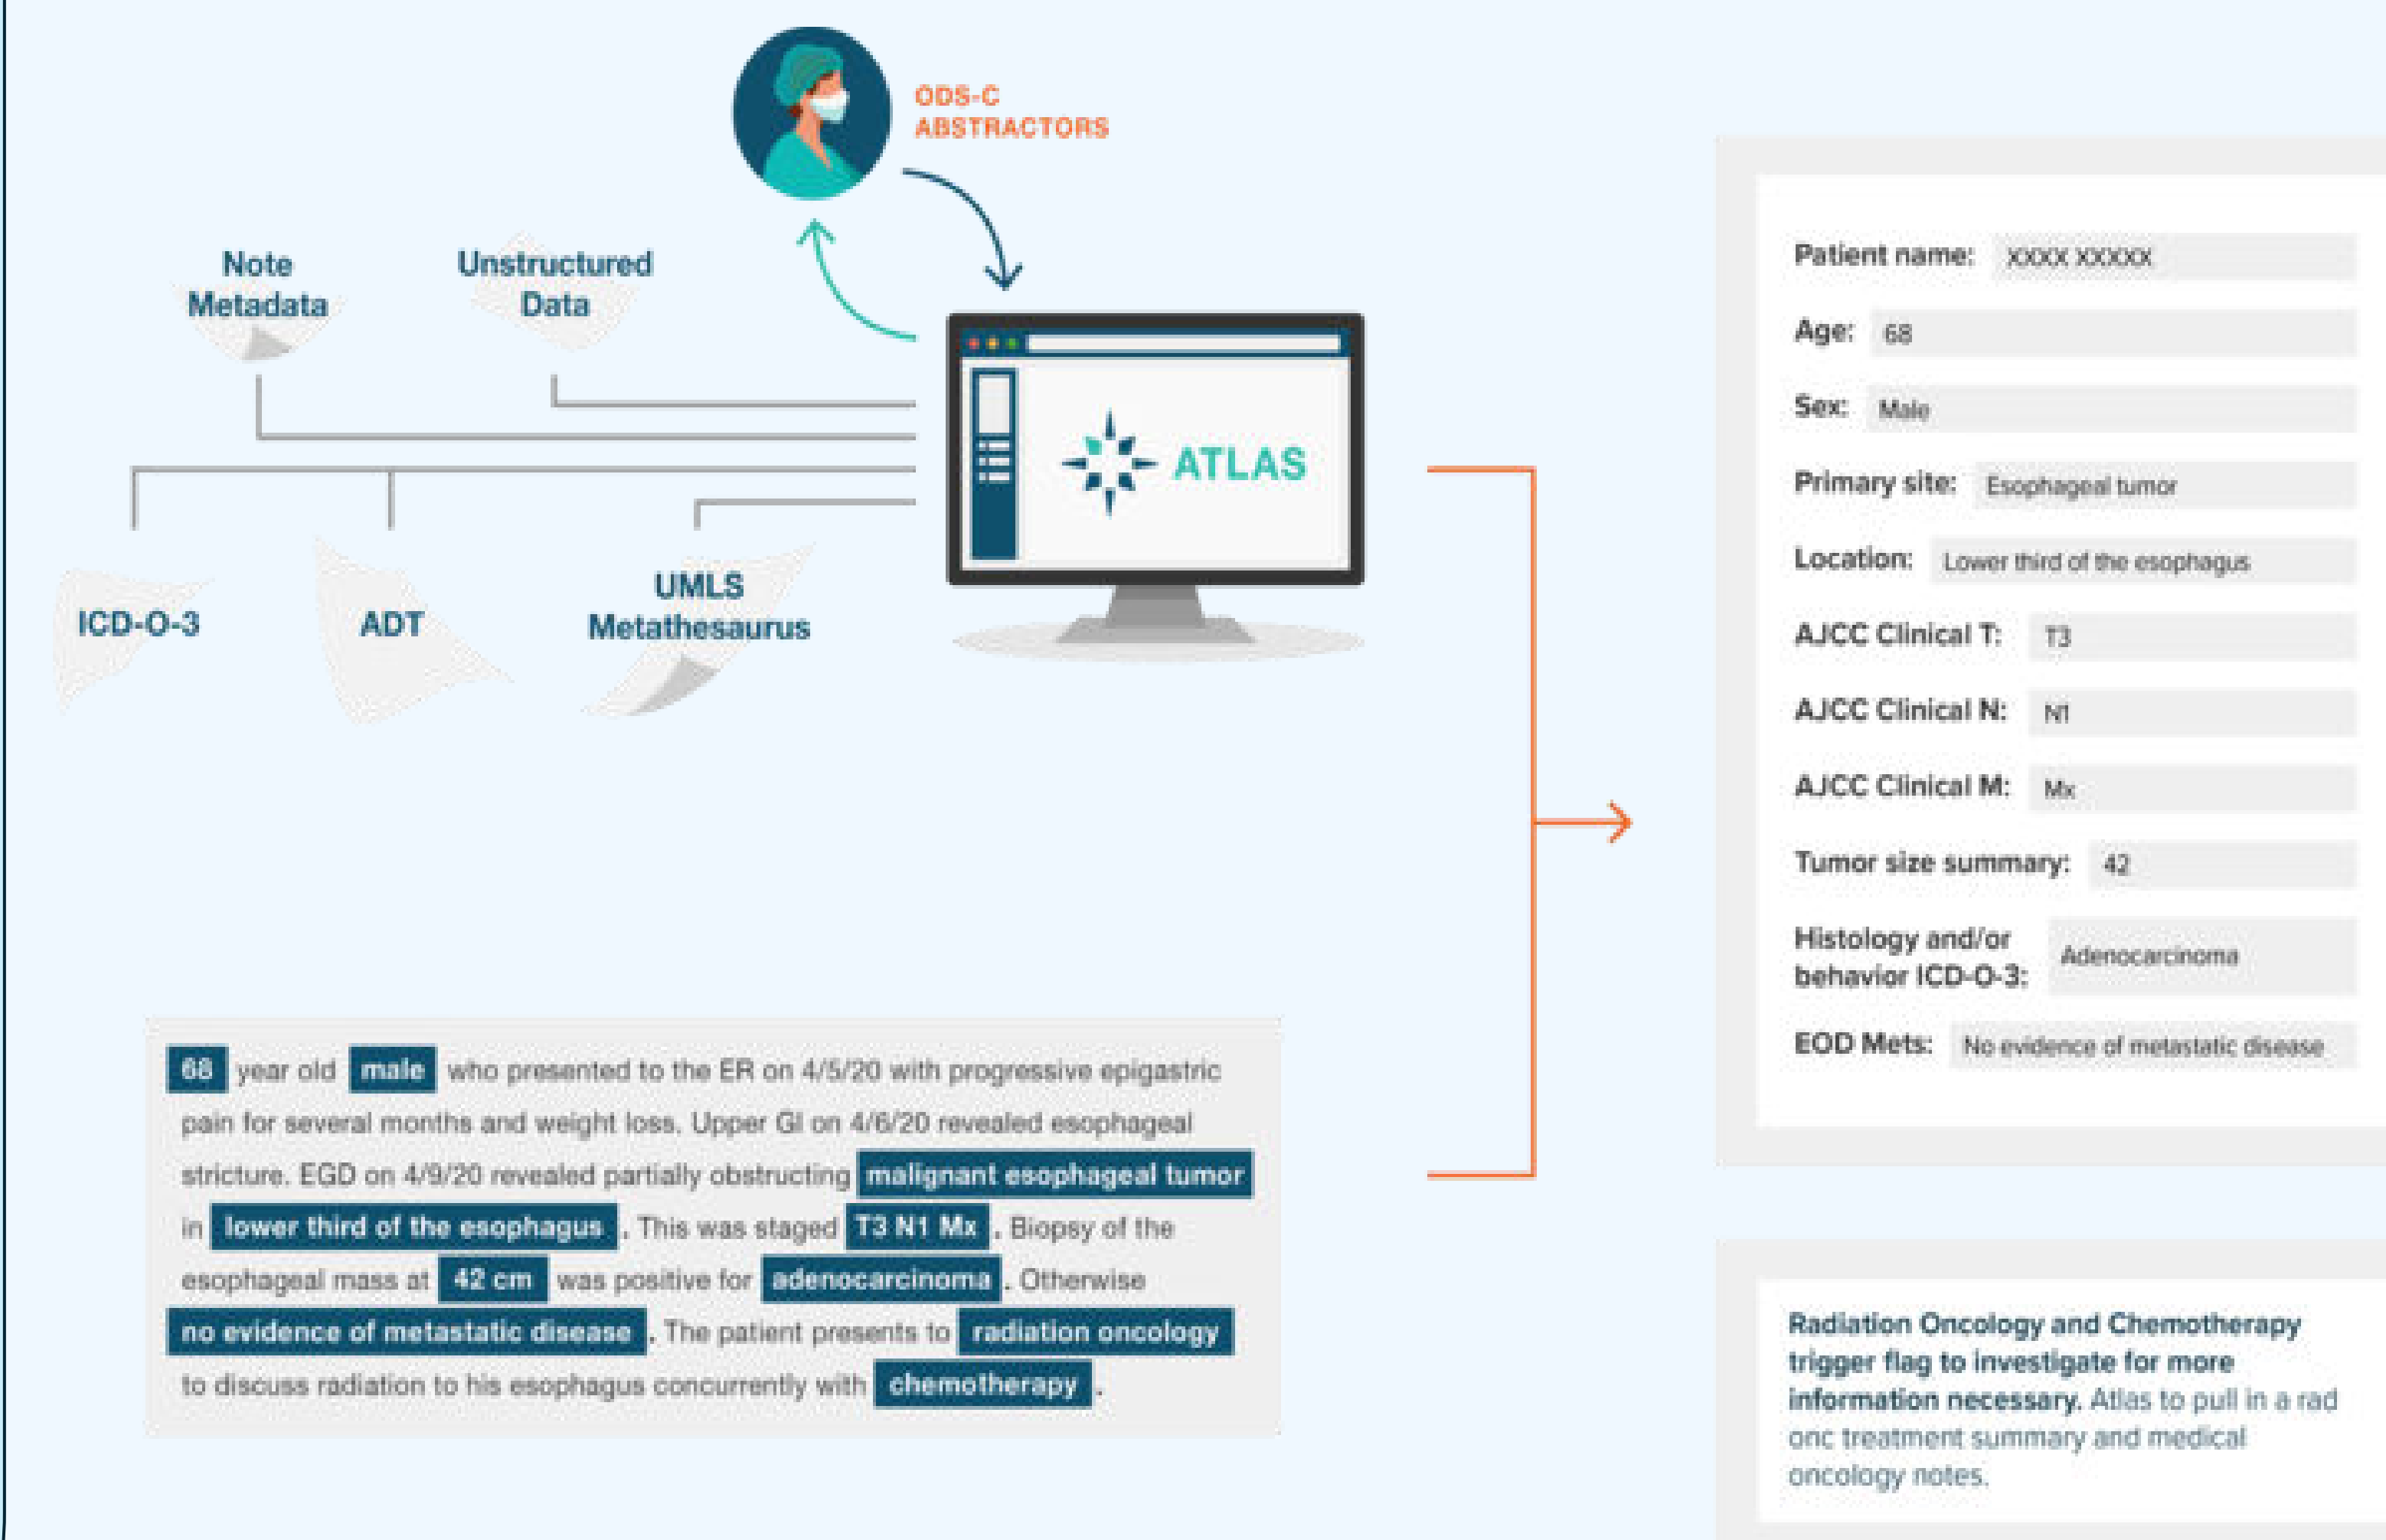 ODS-C
ABSTRACTORS
Note
Metadata
Unstructured
Data
ATLAS
ICD-O-3
ADT
UMLS
Metathesaurus
68 year old male who presented to the ER on 4/5/20 with progressive epigastric
pain for several months and weight loss. Upper GI on 4/6/20 revealed esophageal
stricture. EGD on 4/9/20 revealed partially obstructing malignant esophageal tumor
in lower third of the esophagus . This was staged T3 N1 Mx . Biopsy of the
esophageal mass at 42 cm was positive for adenocarcinoma . Otherwise
no evidence of metastatic disease . The patient presents to radiation oncology
to discuss radiation to his esophagus concurrently with chemotherapy .
Patient name: XXXX XXXXX
Age: 68
Sex: Male
Primary site: Esophageal tumor
Location: Lower third of the esophagus
AJCC Clinical T: T3
AJCC Clinical N: N1
AJCC Clinical M: Mx
Tumor size summary: 42
Histology and/or
behavior ICD-O-3: Adenocarcinoma
EOD Mets: No evidence of metastatic disease
Radiation Oncology and Chemotherapy
trigger flag to investigate for more
information necessary. Atlas to pull in a rad
onc treatment summary and medical
oncology notes.